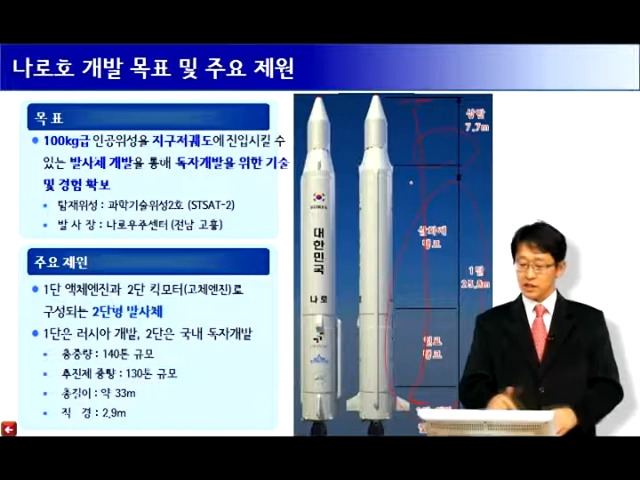 나로호 개발 목표 및 주요 제원
목 표
100kg급 인공위성을 지구저궤도에 진입시킬 수
있는 발사체 개발을 통해 독자개발을 위한 기술
및 경험 확보
탑재위성 : 과학기술위성2호 (STSAT-2)
발 사 장 : 나로우주센터 (전남 고흥)
주요 제원
1단 액체엔진과 2단 킥모터(고체엔진)로
구성되는 2단형 발사체
1단은 러시아 개발, 2단은 국내 독자개발
총중량 : 140톤 규모
추진제 중량 : 130톤 규모
총길이 : 약 33m
직 경 : 2.9m
대한민국
나로
상단
7.7m
산화제
탱크
1단
25.8m
연료
탱크